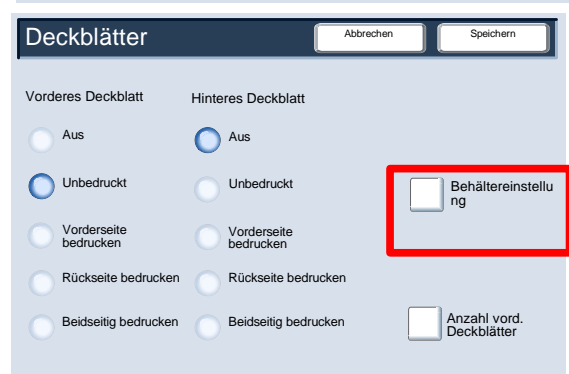 Deckblätter
Abbrechen
Speichern
Vorderes Deckblatt
Hinteres Deckblatt
Aus
Aus
Unbedruckt
Unbedruckt
Behältereinstellu
ng
Vorderseite
bedrucken
Vorderseite
bedrucken
Rückseite bedrucken
Rückseite bedrucken
Beidseitig bedrucken
Beidseitig bedrucken
Anzahl vord.
Deckblätter